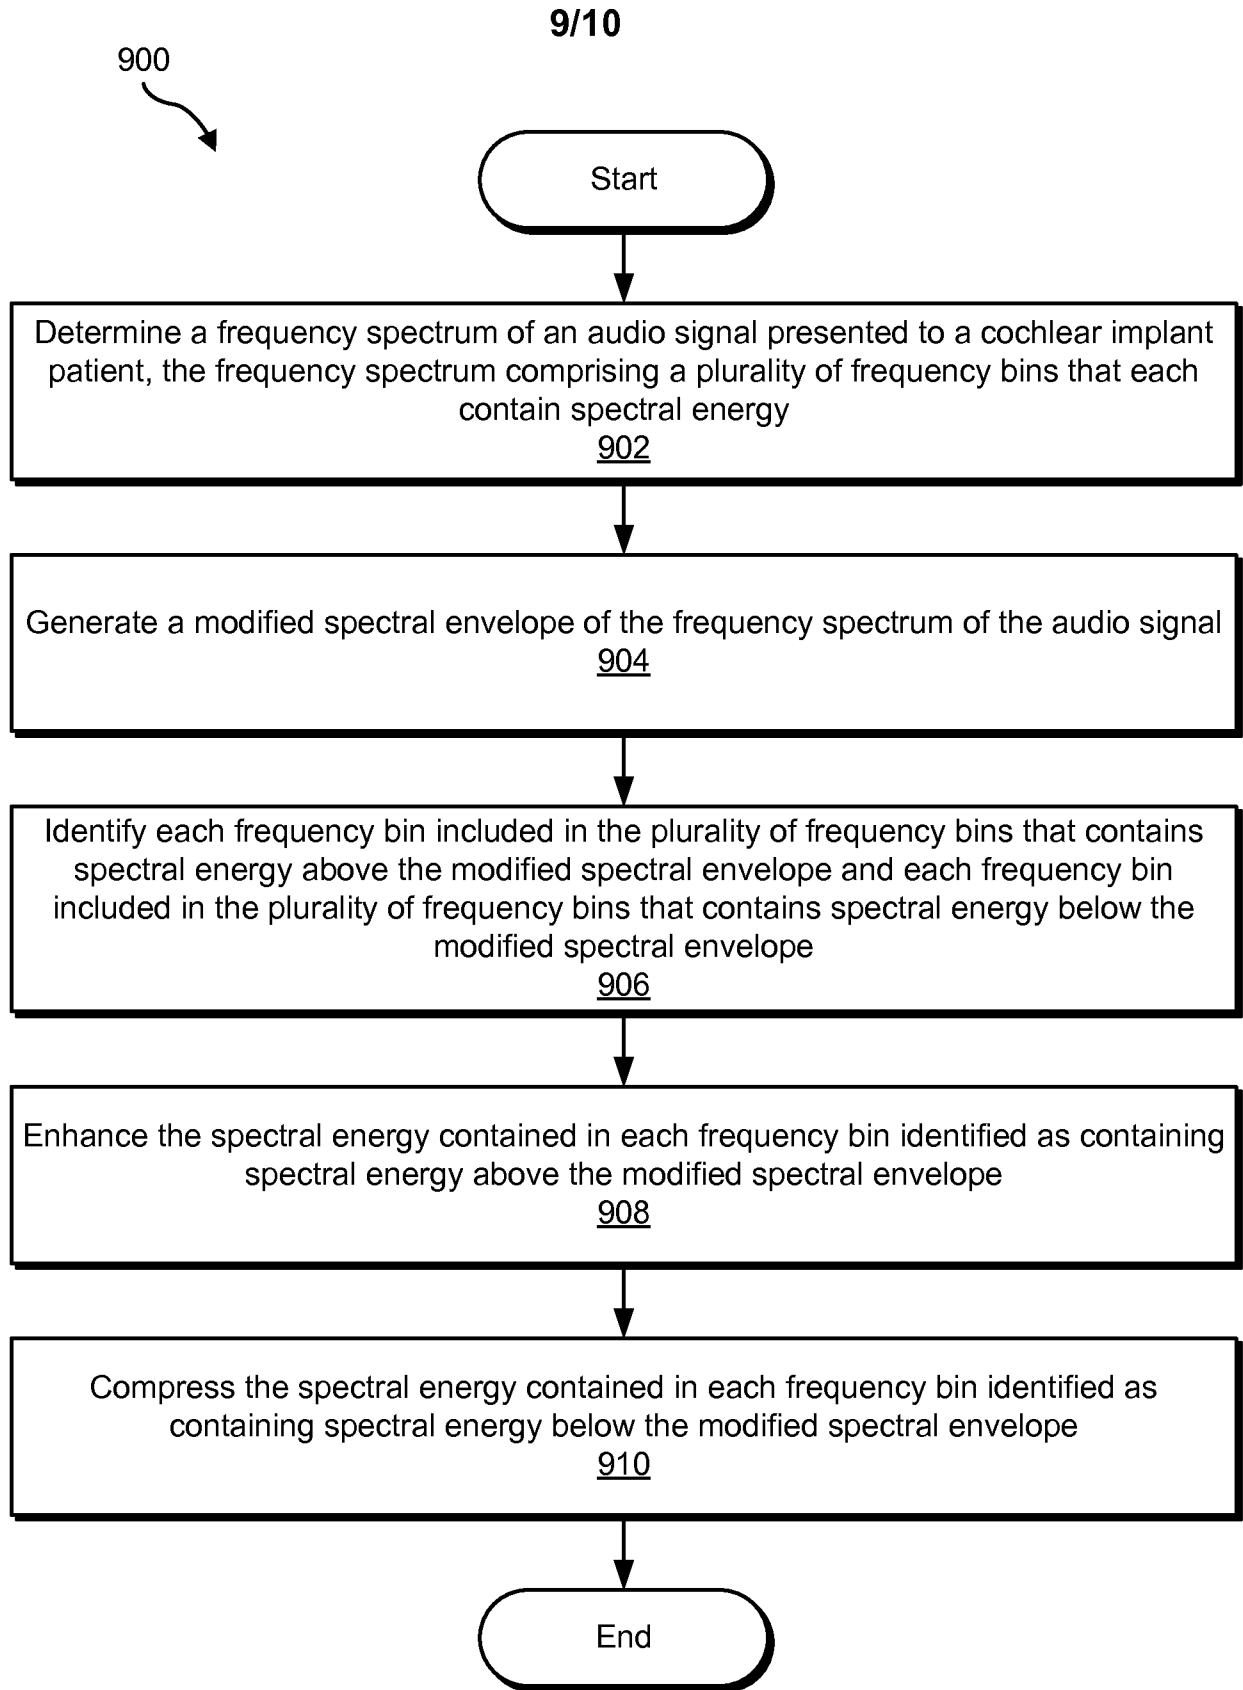 9/10
900
Start
Determine a frequency spectrum of an audio signal presented to a cochlear implant
patient, the frequency spectrum comprising a plurality of frequency bins that each
contain spectral energy
902
Generate a modified spectral envelope of the frequency spectrum of the audio signal
904
Identify each frequency bin included in the plurality of frequency bins that contains
spectral energy above the modified spectral envelope and each frequency bin
included in the plurality of frequency bins that contains spectral energy below the
modified spectral envelope
906
Enhance the spectral energy contained in each frequency bin identified as containing
spectral energy above the modified spectral envelope
908
Compress the spectral energy contained in each frequency bin identified as
containing spectral energy below the modified spectral envelope
910
End